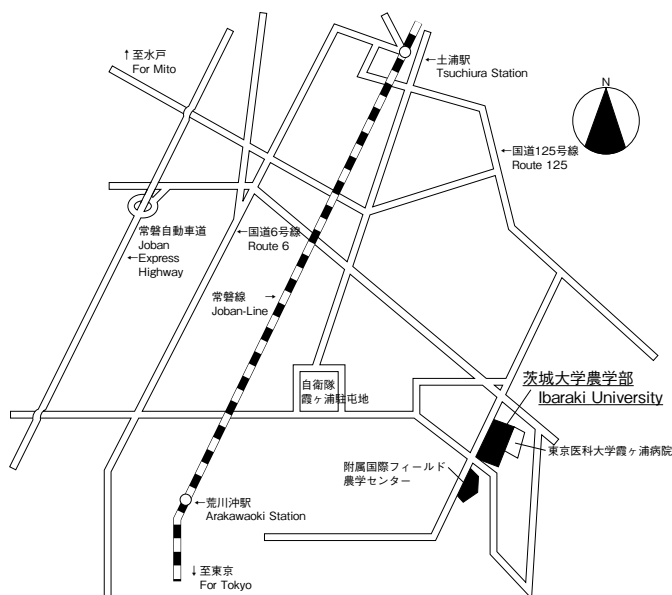 ↑至水戸
For Mito
←土浦駅
Tsuchiura Station
N
←国道125号線
Route 125
常磐自動車道
Joban
Express
←Highway
←国道6号線
Route 6
常磐線 →
Joban-Line
自衛隊
霞ヶ浦駐屯地
茨城大学農学部
Ibaraki University
東京医科大学霞ヶ浦病院
附属国際フィールド
農学センター
←荒川沖駅
Arakawaoki Station
↓至東京
For Tokyo